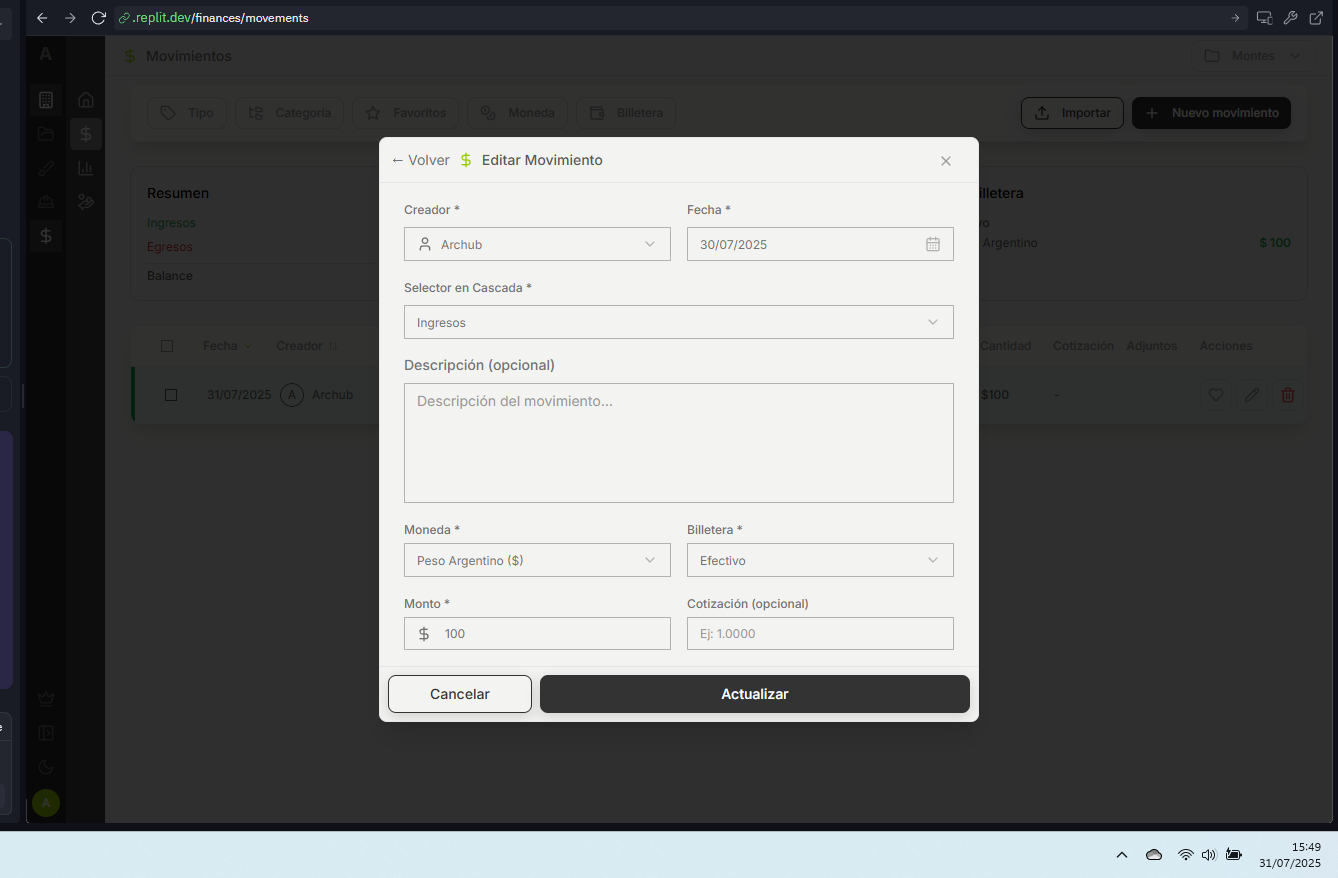 .replit.dev/finances/movements
A
$ Movimientos
Montes
Tipo
Categoría
Favoritos
Moneda
Billetera
Importar
+ Nuevo movimiento
← Volver $ Editar Movimiento
Resumen
Ingresos
Egresos
Balance
illetera
vo
Argentino
$ 100
Creador *
Fecha *
Archub
30/07/2025
Selector en Cascada *
Ingresos
Descripción (opcional)
Descripción del movimiento...
Fecha
Creador
Cantidad
Cotización
Adjuntos
Acciones
31/07/2025
A
Archub
$100
-
Moneda *
Billetera *
Peso Argentino ($)
Efectivo
Monto *
Cotización (opcional)
$ 100
Ej: 1.0000
Cancelar
Actualizar
e
A
15:49
31/07/2025